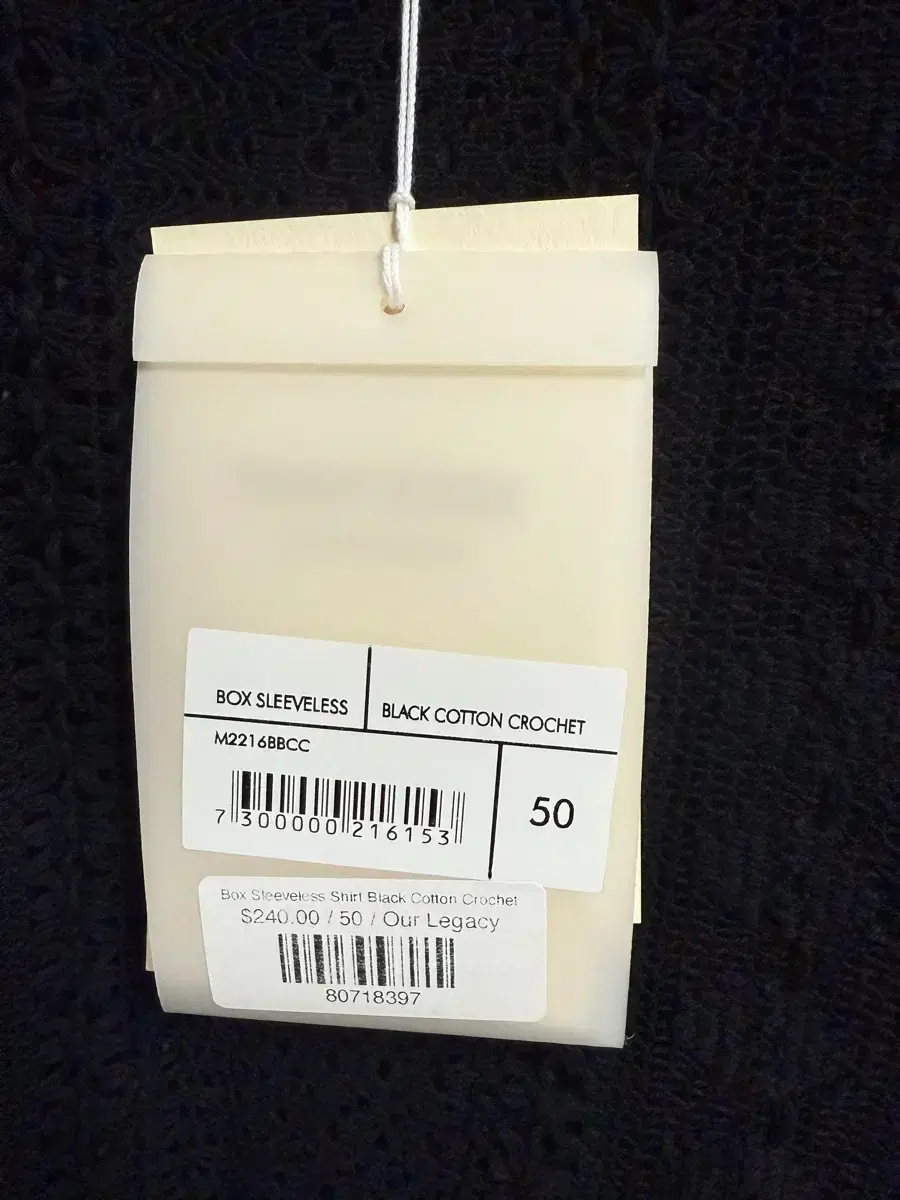 BOX SLEEVELESS
BLACK COTTON CROCHET
M2216BBCC
7 300000 216153
50
Box Sleeveless Shirt Black Cotton Crochet
$240.00 / 50 / Our Legacy
80718397